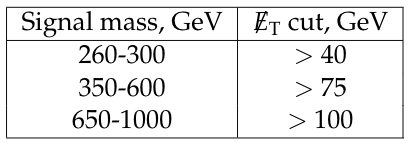 Signal mass, GeV E̸T cut, GeV
260-300 > 40
350-600 > 75
650-1000 > 100